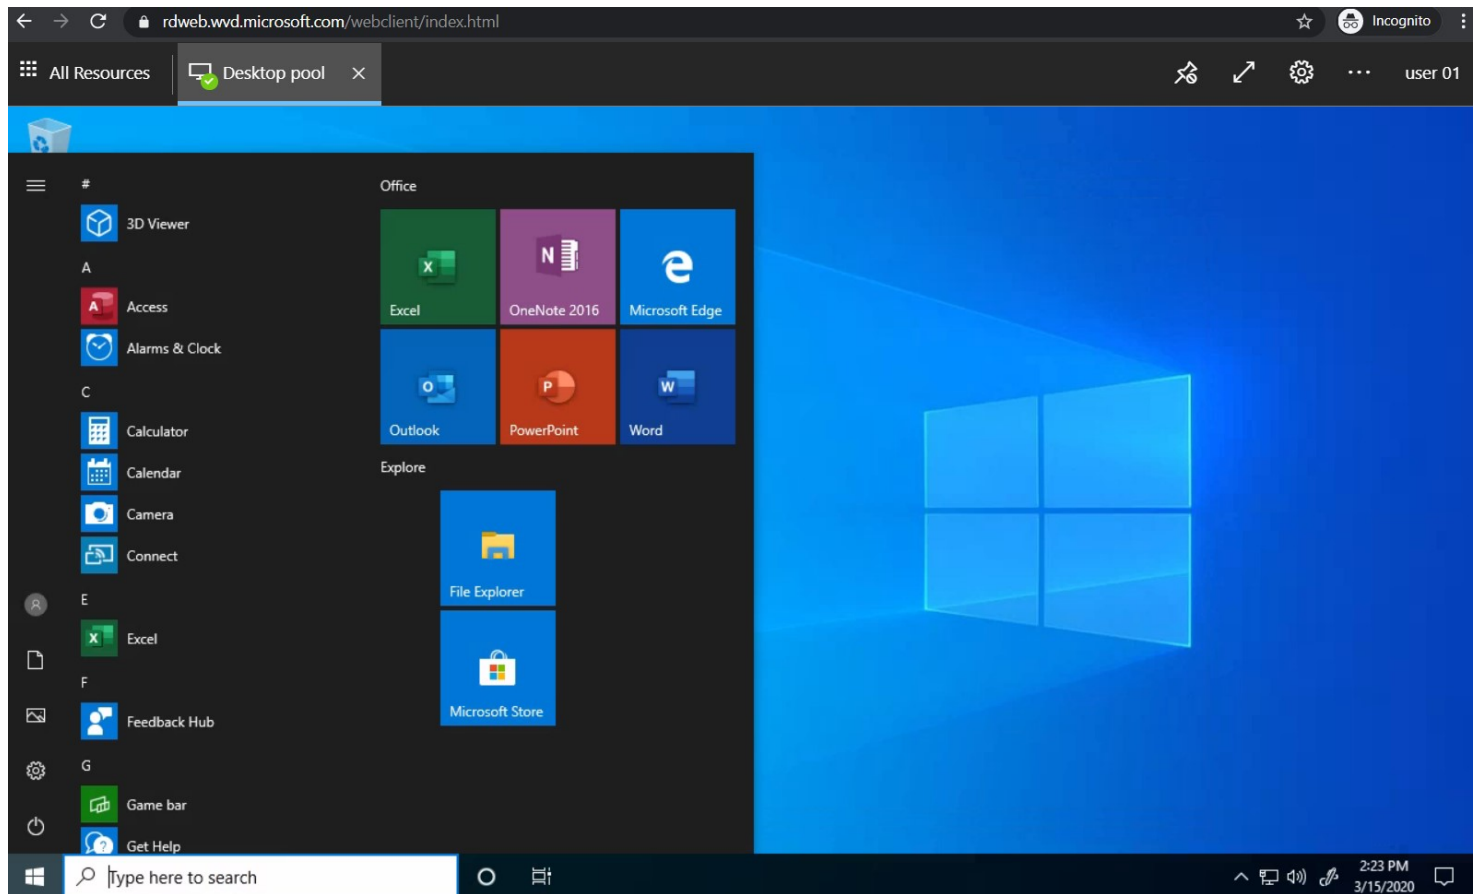 rdweb.wvd.microsoft.com/webclient/index.html
Incognito
All Resources
Desktop pool
user 01
#
3D Viewer
A
Access
Alarms & Clock
C
Calculator
Calendar
Camera
Connect
E
Excel
F
Feedback Hub
G
Game bar
Get Help
Office
Excel
OneNote 2016
Microsoft Edge
Outlook
PowerPoint
Word
Explore
File Explorer
Microsoft Store
Type here to search
2:23 PM
3/15/2020